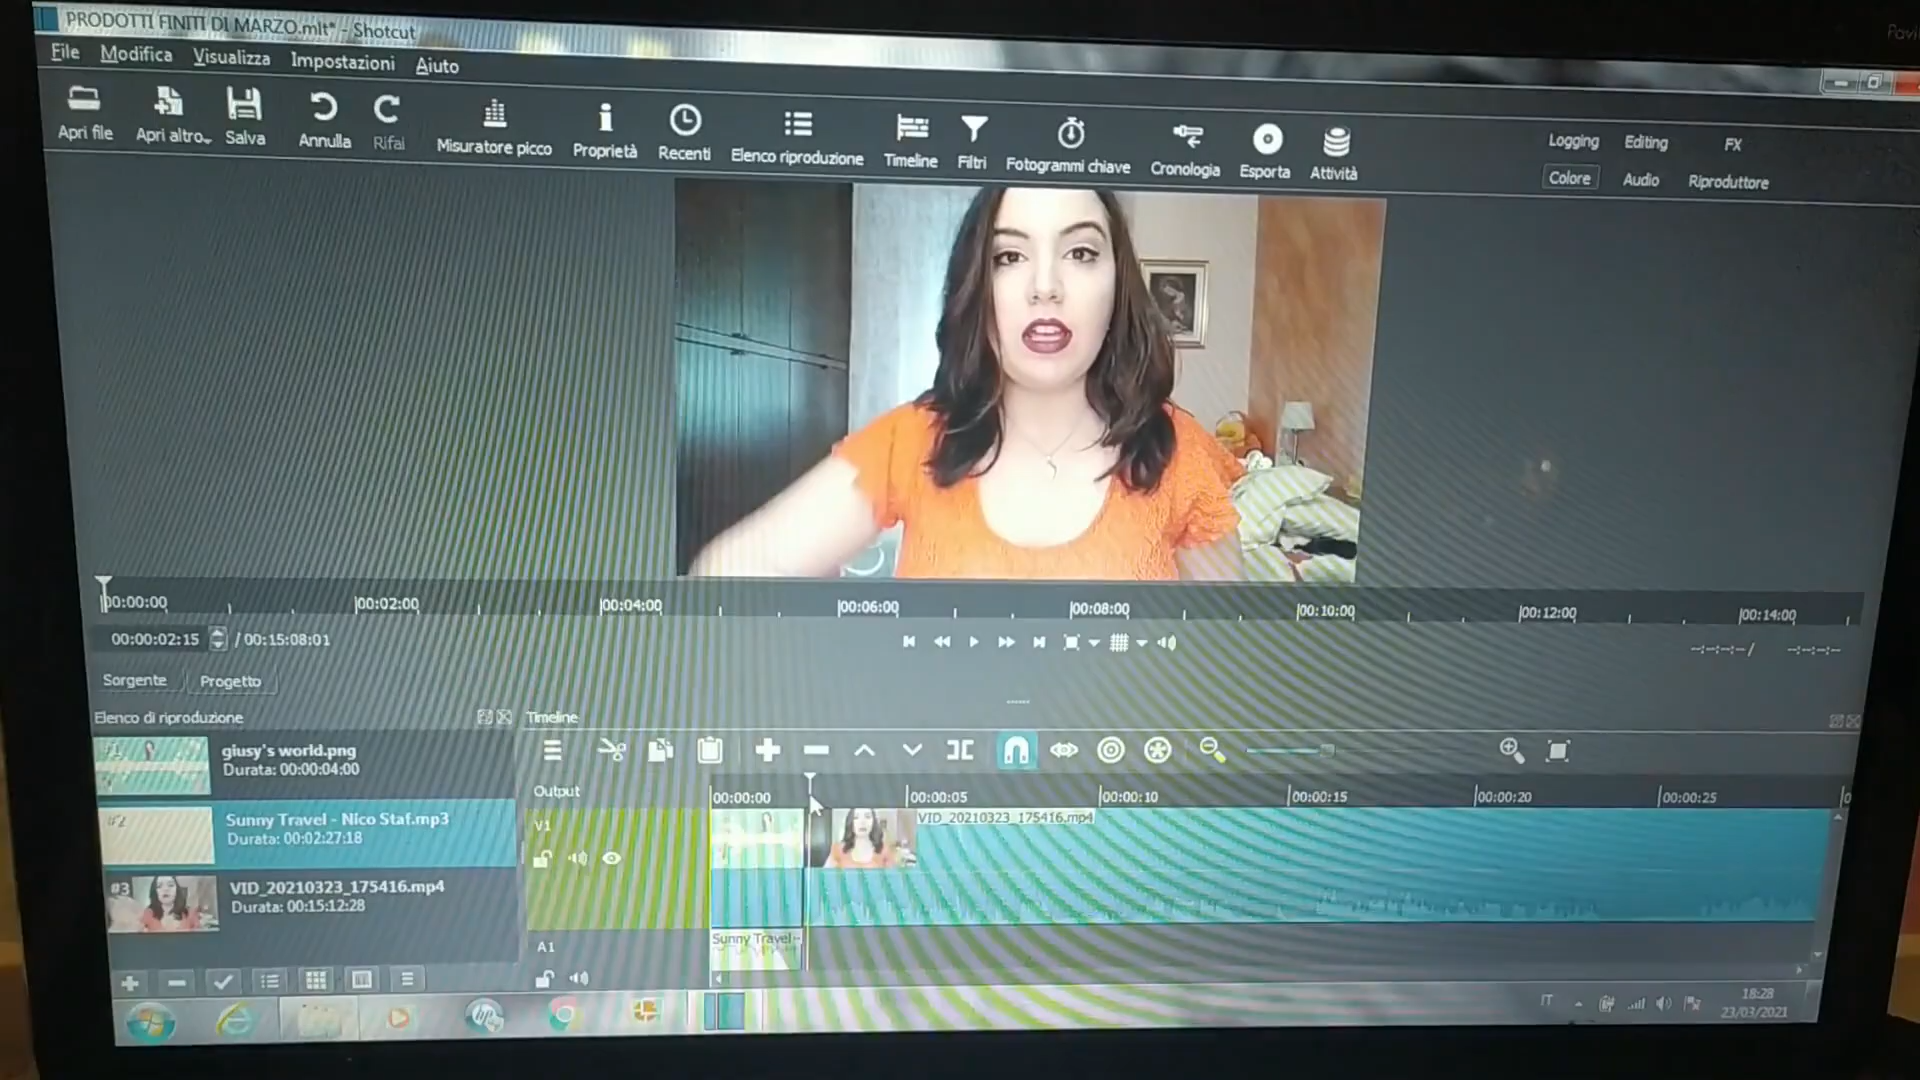 PRODOTTI FINITI DI MARZO.mlt* - Shotcut
File Modifica Visualizza Impostazioni Aiuto
Apri file Apri altro... Salva Annulla Rifai Misuratore picco Proprietà Recenti Elenco riproduzione Timeline Filtri Fotogrammi chiave Cronologia Esporta Attività
Logging Editing FX
Colore Audio Riproduttore
00:00:00 00:02:00 00:04:00 00:06:00 00:08:00 00:10:00 00:12:00 00:14:00
00:00:02:15 / 00:15:08:01 --:--:--:-- / --:--:--:--
Sorgente Progetto
Elenco di riproduzione
giusy's world.png
Durata: 00:00:04:00
#2
Sunny Travel - Nico Staf.mp3
Durata: 00:02:27:18
#3
VID_20210323_175416.mp4
Durata: 00:15:12:28
Timeline
Output
00:00:00 00:00:05 00:00:10 00:00:15 00:00:20 00:00:25
V1
VID_20210323_175416.mp4
A1
Sunny Travel -
IT
18:28
23/03/2021